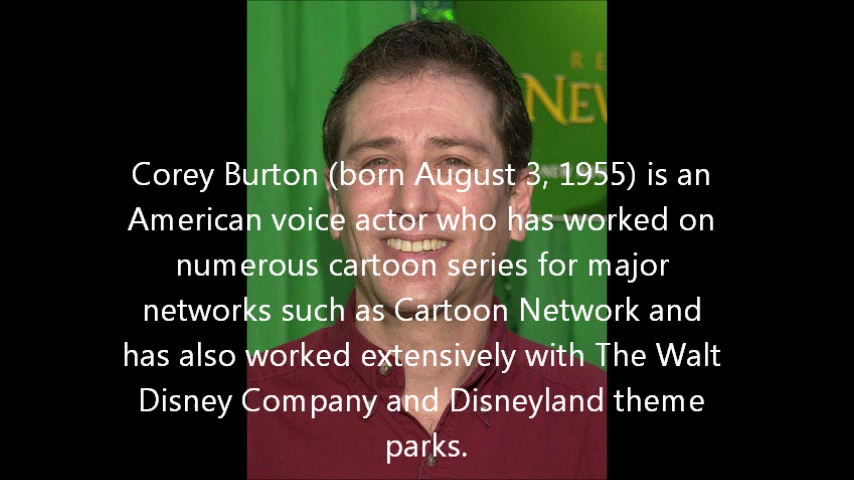 RE
NEV
Corey Burton (born August 3, 1955) is an
American voice actor who has worked on
numerous cartoon series for major
networks such as Cartoon Network and
has also worked extensively with The Walt
Disney Company and Disneyland theme
parks.